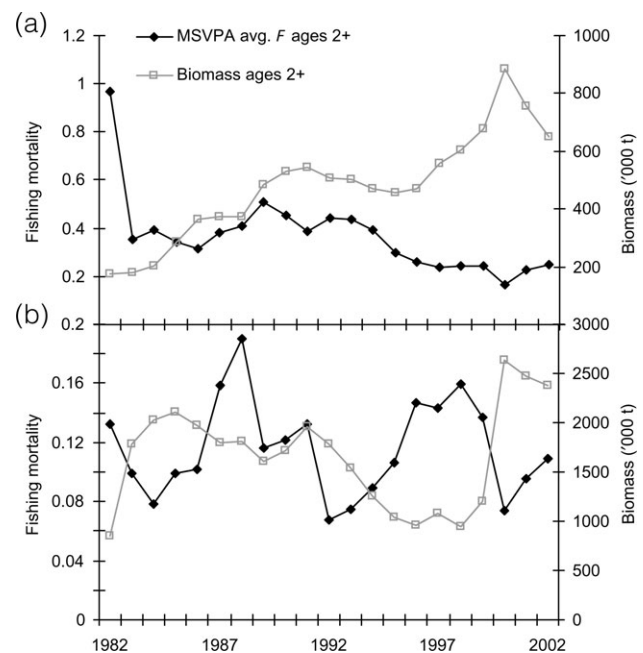 (a)
1.2
1
0.8
0.6
0.4
0.2
0.0
Fishing mortality
MSVPA avg. F ages 2+
Biomass ages 2+
1000
800
600
400
200
0
Biomass ('000 t)
(b)
0.2
0.16
0.12
0.08
0.04
0
Fishing mortality
3000
2500
2000
1500
1000
500
0
Biomass ('000 t)
1982 1987 1992 1997 2002